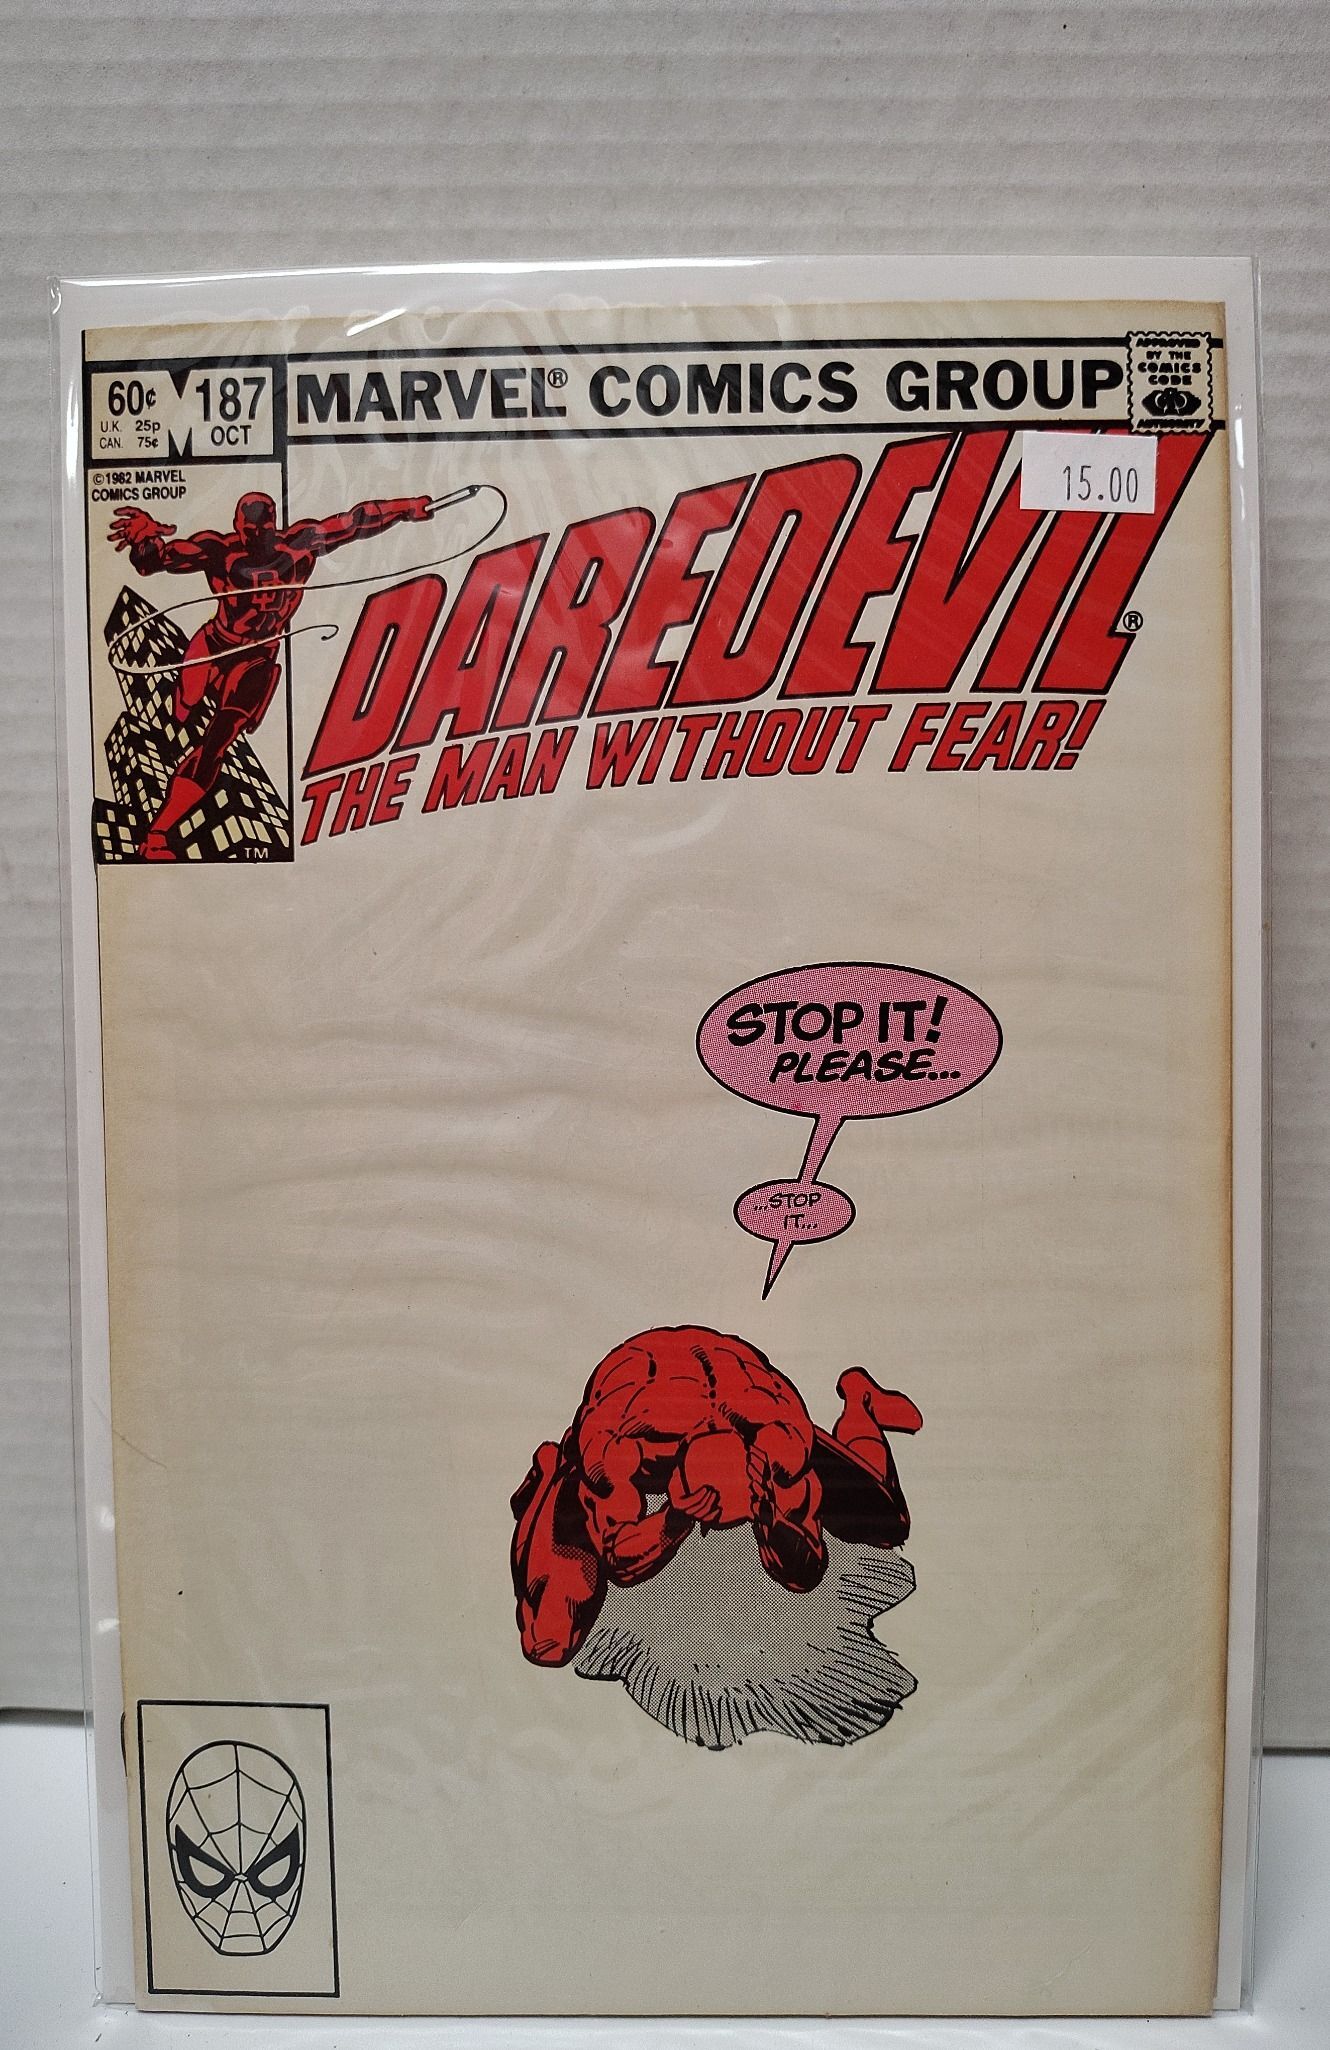 60¢
U.K. 25p
CAN. 75¢
187
OCT
MARVEL® COMICS GROUP
APPROVED
BY THE
COMICS
CODE
AUTHORITY
©1982 MARVEL
COMICS GROUP
15.00
DD
DAREDEVIL®
THE MAN WITHOUT FEAR!
TM
STOP IT!
PLEASE...
...STOP
IT...